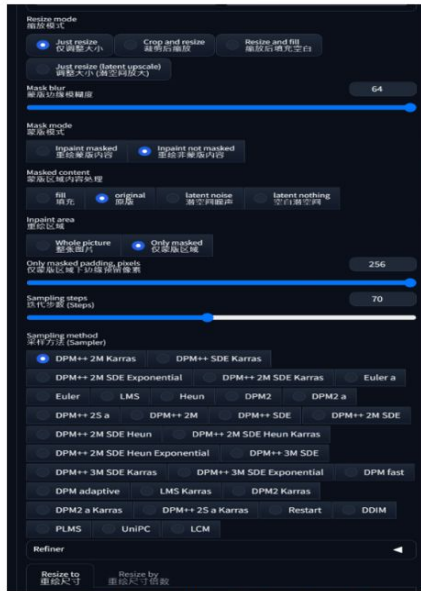 Resize mode
缩放模式
Just resize
仅调整大小
Crop and resize
裁剪后缩放
Resize and fill
缩放后填充空白
Just resize (latent upscale)
调整大小 (潜空间放大)
Mask blur
蒙版边缘模糊度
64
Mask mode
蒙版模式
Inpaint masked
重绘蒙版内容
Inpaint not masked
重绘非蒙版内容
Masked content
蒙版区域内容处理
fill
填充
original
原版
latent noise
潜空间噪声
latent nothing
空白潜空间
Inpaint area
重绘区域
Whole picture
整张图片
Only masked
仅蒙版区域
Only masked padding, pixels
仅蒙版区域下边缘预留像素
256
Sampling steps
迭代步数 (Steps)
70
Sampling method
采样方法 (Sampler)
DPM++ 2M Karras DPM++ SDE Karras
DPM++ 2M SDE Exponential DPM++ 2M SDE Karras Euler a
Euler LMS Heun DPM2 DPM2 a
DPM++ 2S a DPM++ 2M DPM++ SDE DPM++ 2M SDE
DPM++ 2M SDE Heun DPM++ 2M SDE Heun Karras
DPM++ 2M SDE Heun Exponential DPM++ 3M SDE
DPM++ 3M SDE Karras DPM++ 3M SDE Exponential DPM fast
DPM adaptive LMS Karras DPM2 Karras
DPM2 a Karras DPM++ 2S a Karras Restart DDIM
PLMS UniPC LCM
Refiner
Resize to
重绘尺寸
Resize by
重绘尺寸倍数